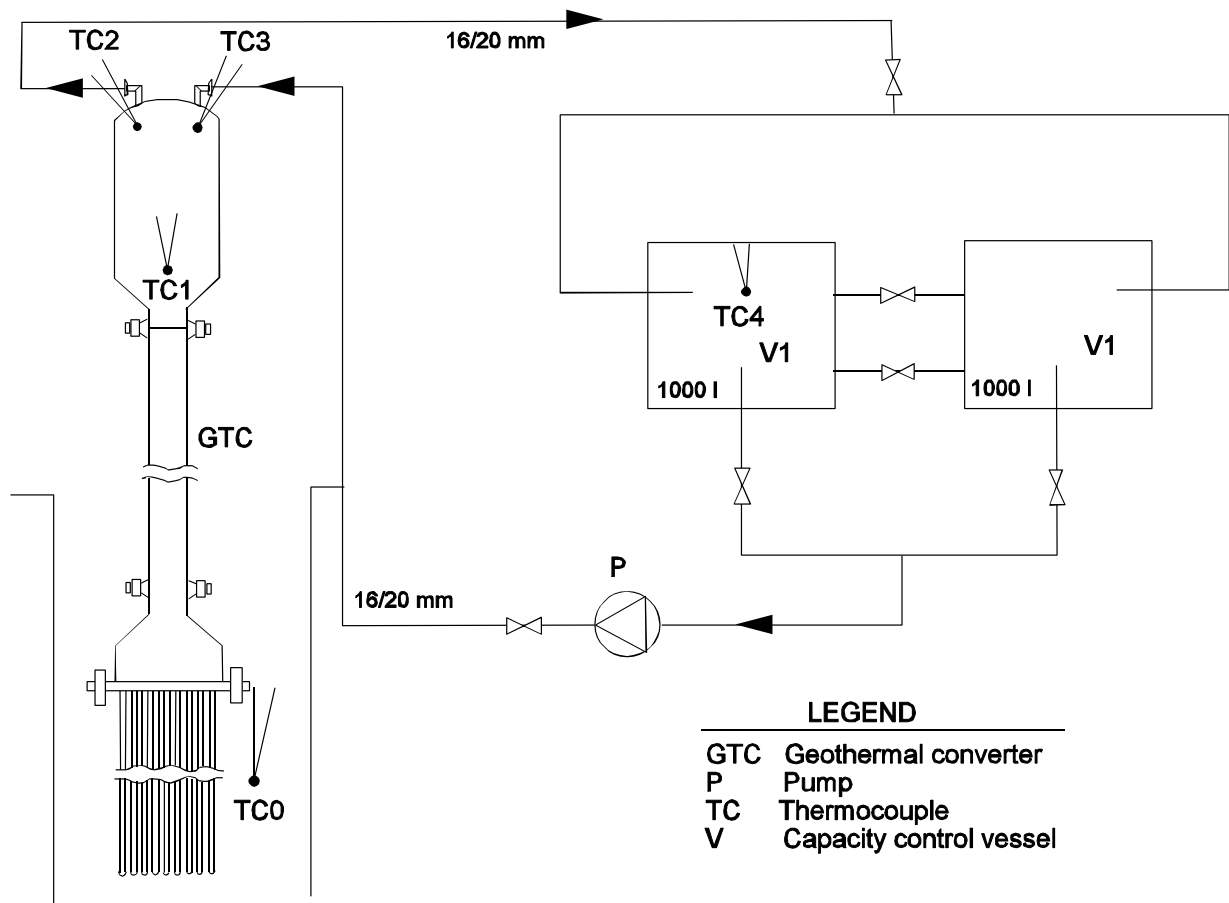 16/20 mm
TC2
TC3
TC1
TC4
V1
V1
1000 l
1000 l
GTC
P
16/20 mm
TC0
LEGEND
GTC Geothermal converter
P Pump
TC Thermocouple
V Capacity control vessel